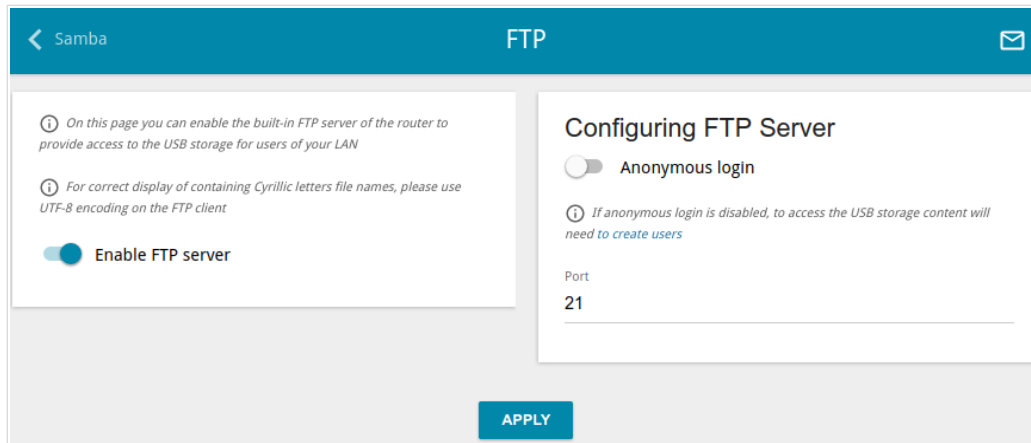 Samba
FTP
On this page you can enable the built-in FTP server of the router to
provide access to the USB storage for users of your LAN
For correct display of containing Cyrillic letters file names, please use
UTF-8 encoding on the FTP client
Enable FTP server
Configuring FTP Server
Anonymous login
If anonymous login is disabled, to access the USB storage content will
need to create users
Port
21
APPLY